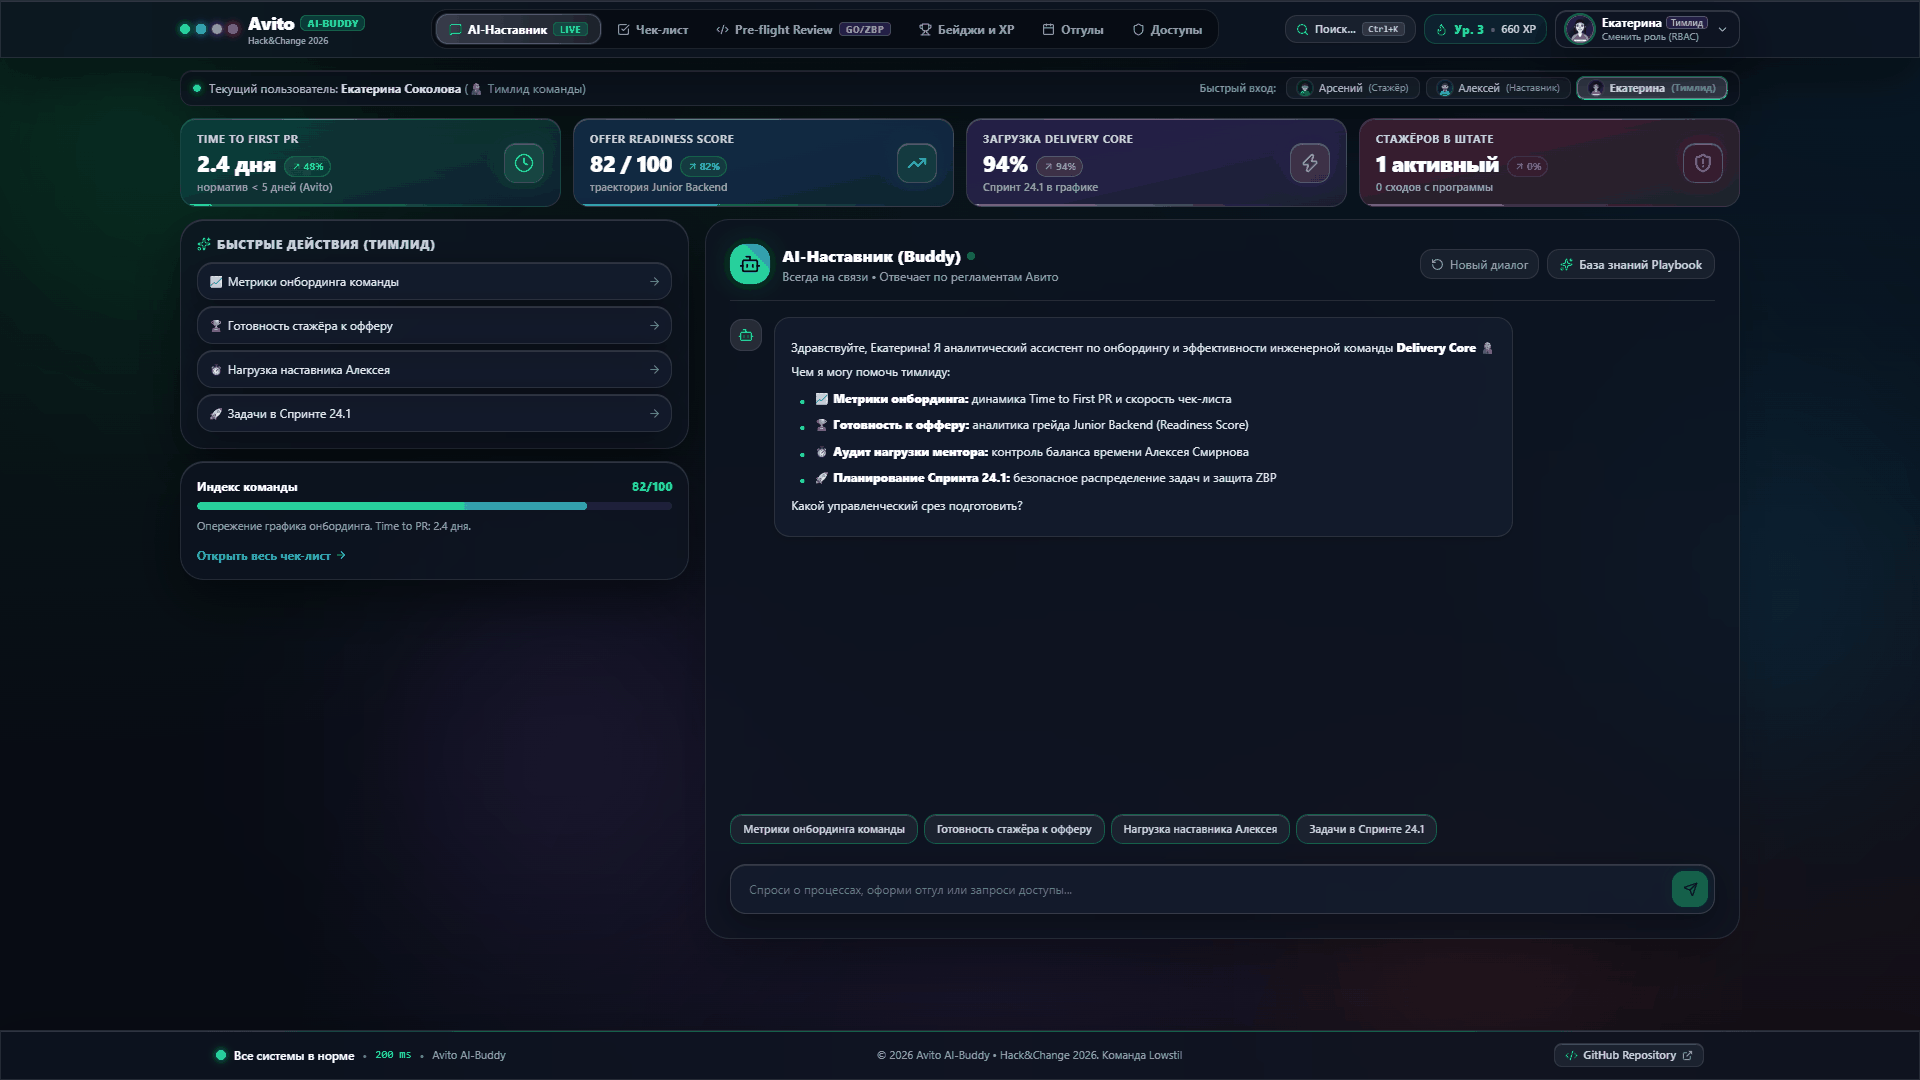 Avito AI-BUDDY
Hack&Change 2026
AI-Наставник LIVE
Чек-лист
Pre-flight Review GO/ZBP
Бейджи и XP
Отгулы
Доступы
Поиск... Ctrl+K
Ур. 3 • 660 XP
Екатерина Тимлид
Сменить роль (RBAC)
Текущий пользователь: Екатерина Соколова ( Тимлид команды)
Быстрый вход:
Арсений (Стажёр)
Алексей (Наставник)
Екатерина (Тимлид)
TIME TO FIRST PR
2.4 дня ↗ 48%
норматив < 5 дней (Avito)
OFFER READINESS SCORE
82 / 100 ↗ 82%
траектория Junior Backend
ЗАГРУЗКА DELIVERY CORE
94% ↗ 94%
Спринт 24.1 в графике
СТАЖЁРОВ В ШТАТЕ
1 активный ↗ 0%
0 сходов с программы
БЫСТРЫЕ ДЕЙСТВИЯ (ТИМЛИД)
Метрики онбординга команды →
Готовность стажёра к офферу →
Нагрузка наставника Алексея →
Задачи в Спринте 24.1 →
Индекс команды 82/100
Опережение графика онбординга. Time to PR: 2.4 дня.
Открыть весь чек-лист →
AI-Наставник (Buddy)
Всегда на связи • Отвечает по регламентам Авито
Новый диалог
База знаний Playbook
Здравствуйте, Екатерина! Я аналитический ассистент по онбордингу и эффективности инженерной команды Delivery Core
Чем я могу помочь тимлиду:
• Метрики онбординга: динамика Time to First PR и скорость чек-листа
• Готовность к офферу: аналитика грейда Junior Backend (Readiness Score)
• Аудит нагрузки ментора: контроль баланса времени Алексея Смирнова
• Планирование Спринта 24.1: безопасное распределение задач и защита ZBP
Какой управленческий срез подготовить?
Метрики онбординга команды
Готовность стажёра к офферу
Нагрузка наставника Алексея
Задачи в Спринте 24.1
Спроси о процессах, оформи отгул или запроси доступы...
Все системы в норме • 200 ms • Avito AI-Buddy
© 2026 Avito AI-Buddy • Hack&Change 2026. Команда Lowstil
GitHub Repository